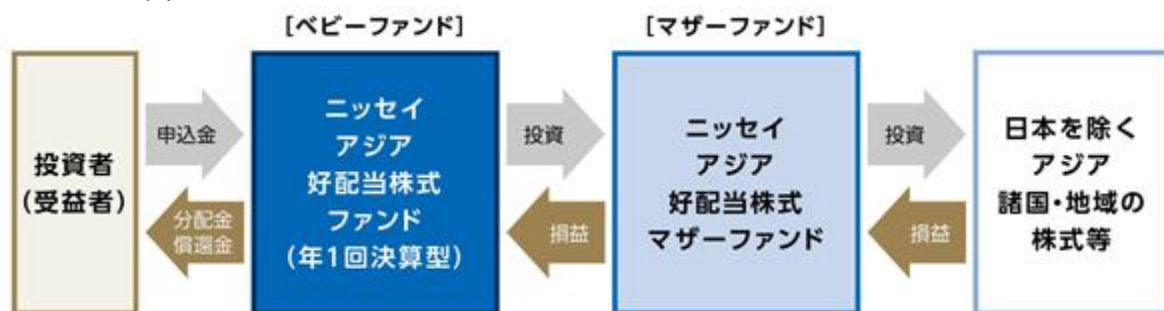 [ベビーファンド]
[マザーファンド]
投資者
(受益者)
申込金
分配金
償還金
ニッセイ
アジア
好配当株式
ファンド
(年1回決算型)
投資
損益
ニッセイ
アジア
好配当株式
マザーファンド
投資
損益
日本を除く
アジア
諸国・地域の
株式等